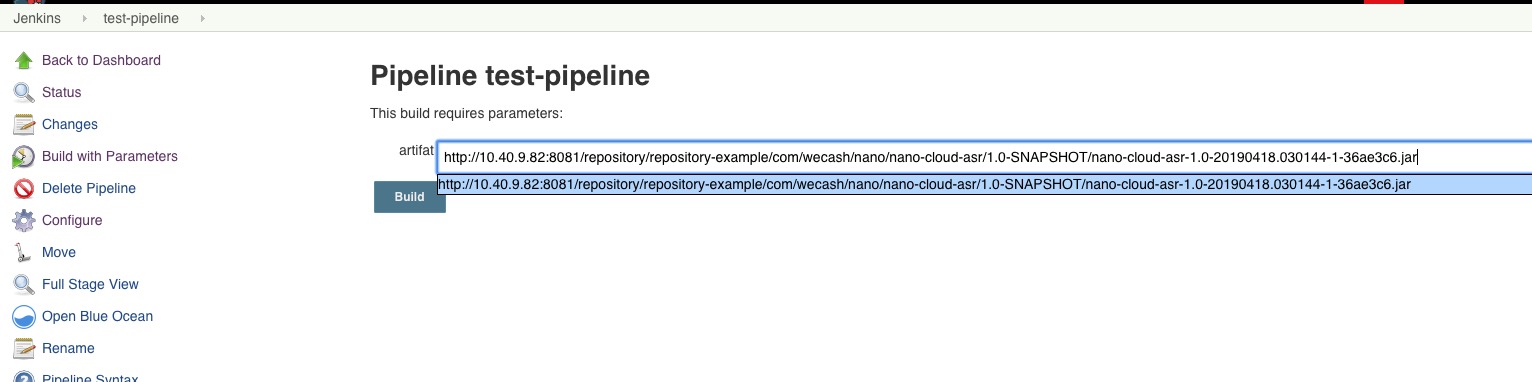 Jenkins test-pipeline
Back to Dashboard
Status
Changes
Build with Parameters
Delete Pipeline
Configure
Move
Full Stage View
Open Blue Ocean
Rename
Pipeline Syntax
Pipeline test-pipeline
This build requires parameters:
artifat http://10.40.9.82:8081/repository/repository-example/com/wecash/nano/nano-cloud-asr/1.0-SNAPSHOT/nano-cloud-asr-1.0-20190418.030144-1-36ae3c6.jar
http://10.40.9.82:8081/repository/repository-example/com/wecash/nano/nano-cloud-asr/1.0-SNAPSHOT/nano-cloud-asr-1.0-20190418.030144-1-36ae3c6.jar
Build